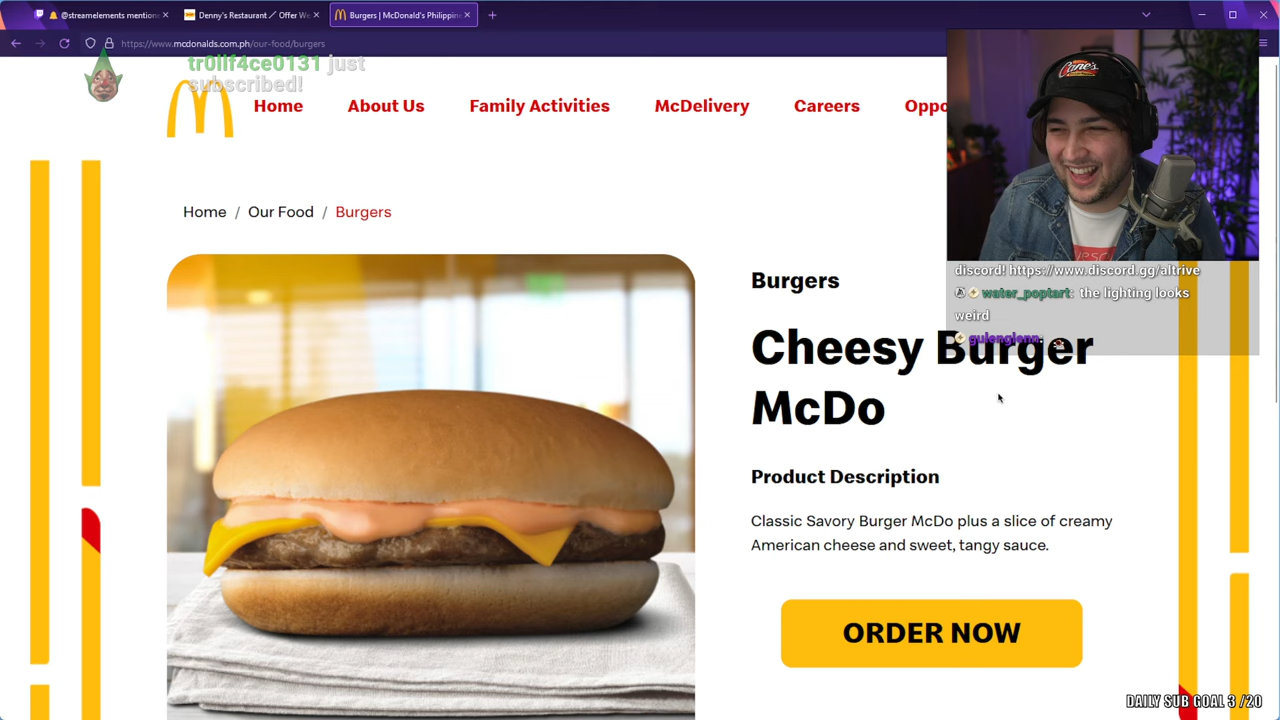 @streamelements mention
Denny's Restaurant / Offer We
Burgers | McDonald's Philippine
https://www.mcdonalds.com.ph/our-food/burgers
tr0llf4ce0131 just
subscribed!
Home About Us Family Activities McDelivery Careers Oppo
Home / Our Food / Burgers
discord! https://www.discord.gg/altrive
water_poptart: the lighting looks
weird
gulenglenn:
Burgers
Cheesy Burger
McDo
Product Description
Classic Savory Burger McDo plus a slice of creamy
American cheese and sweet, tangy sauce.
ORDER NOW
DAILY SUB GOAL 3 /20